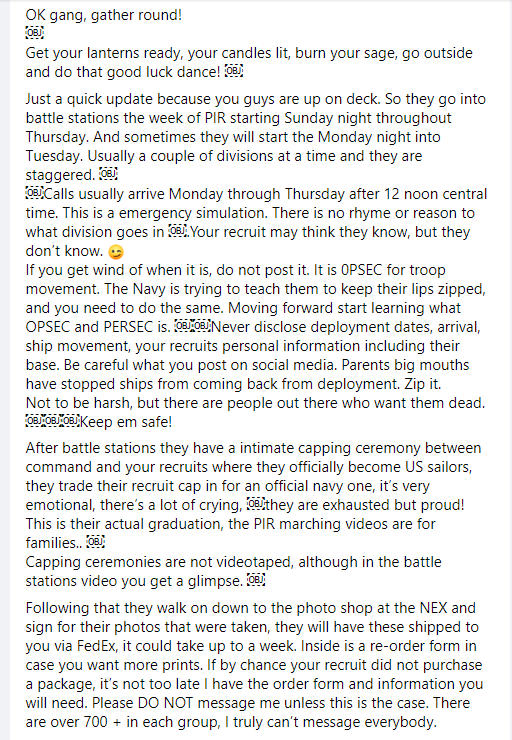 OK gang, gather round!
￼
Get your lanterns ready, your candles lit, burn your sage, go outside
and do that good luck dance! ￼
Just a quick update because you guys are up on deck. So they go into
battle stations the week of PIR starting Sunday night throughout
Thursday. And sometimes they will start the Monday night into
Tuesday. Usually a couple of divisions at a time and they are
staggered. ￼
￼Calls usually arrive Monday through Thursday after 12 noon central
time. This is a emergency simulation. There is no rhyme or reason to
what division goes in ￼.Your recruit may think they know, but they
don't know. 😉
If you get wind of when it is, do not post it. It is 0PSEC for troop
movement. The Navy is trying to teach them to keep their lips zipped,
and you need to do the same. Moving forward start learning what
OPSEC and PERSEC is. ￼￼Never disclose deployment dates, arrival,
ship movement, your recruits personal information including their
base. Be careful what you post on social media. Parents big mouths
have stopped ships from coming back from deployment. Zip it.
Not to be harsh, but there are people out there who want them dead.
￼￼￼Keep em safe!
After battle stations they have a intimate capping ceremony between
command and your recruits where they officially become US sailors,
they trade their recruit cap in for an official navy one, it's very
emotional, there's a lot of crying, ￼they are exhausted but proud!
This is their actual graduation, the PIR marching videos are for
families.. ￼
Capping ceremonies are not videotaped, although in the battle
stations video you get a glimpse. ￼
Following that they walk on down to the photo shop at the NEX and
sign for their photos that were taken, they will have these shipped to
you via FedEx, it could take up to a week. Inside is a re-order form in
case you want more prints. If by chance your recruit did not purchase
a package, it's not too late I have the order form and information you
will need. Please DO NOT message me unless this is the case. There
are over 700 + in each group, I truly can't message everybody.